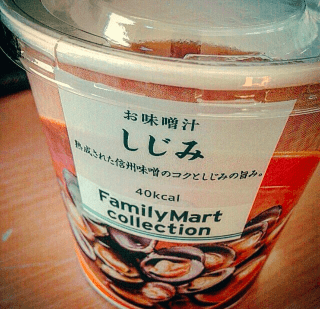 お味噌汁
しじみ
熟成された信州味噌のコクとしじみの旨み。
40kcal
FamilyMart
collection